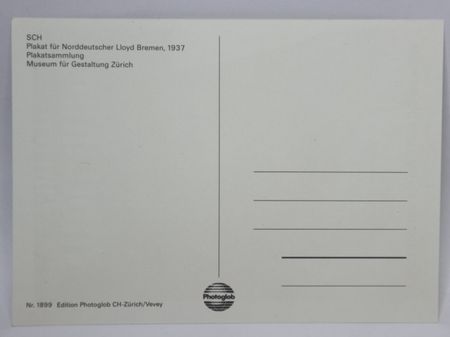 SCH
Plakat für Norddeutscher Lloyd Bremen, 1937
Plakatsammlung
Museum für Gestaltung Zürich
Nr. 1899 Edition Photoglob CH-Zürich/Vevey
Photoglob